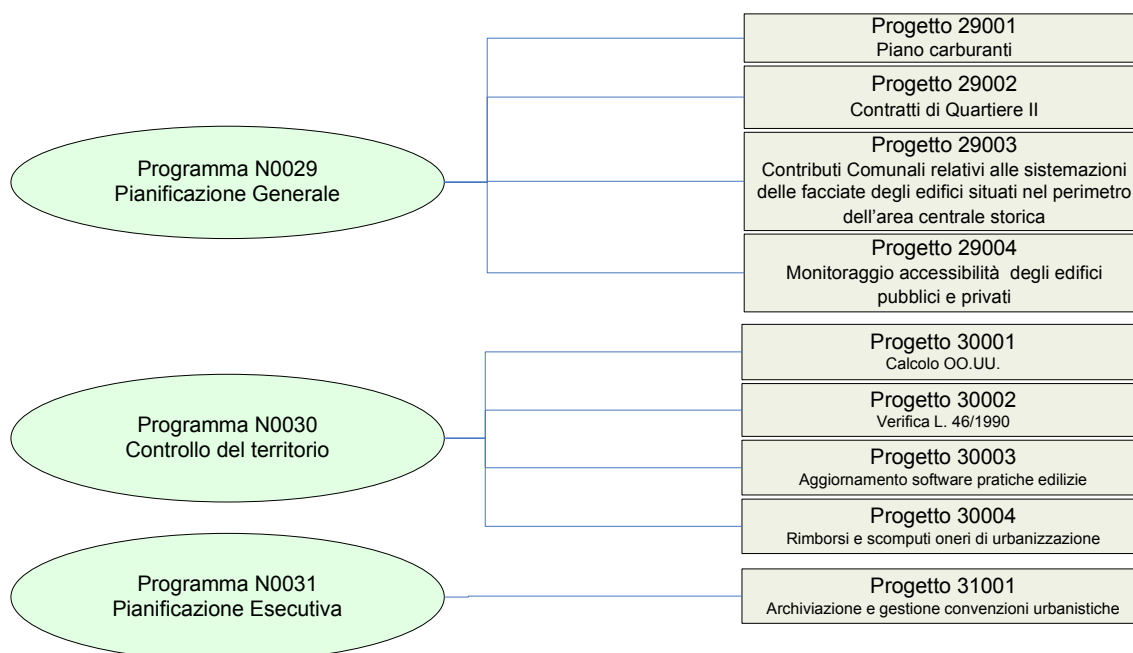 Programma N0029
Pianificazione Generale
Progetto 29001
Piano carburanti
Progetto 29002
Contratti di Quartiere II
Progetto 29003
Contributi Comunali relativi alle sistemazioni
delle facciate degli edifici situati nel perimetro
dell'area centrale storica
Progetto 29004
Monitoraggio accessibilità degli edifici
pubblici e privati
Programma N0030
Controllo del territorio
Progetto 30001
Calcolo OO.UU.
Progetto 30002
Verifica L. 46/1990
Progetto 30003
Aggiornamento software pratiche edilizie
Progetto 30004
Rimborsi e scomputi oneri di urbanizzazione
Programma N0031
Pianificazione Esecutiva
Progetto 31001
Archiviazione e gestione convenzioni urbanistiche